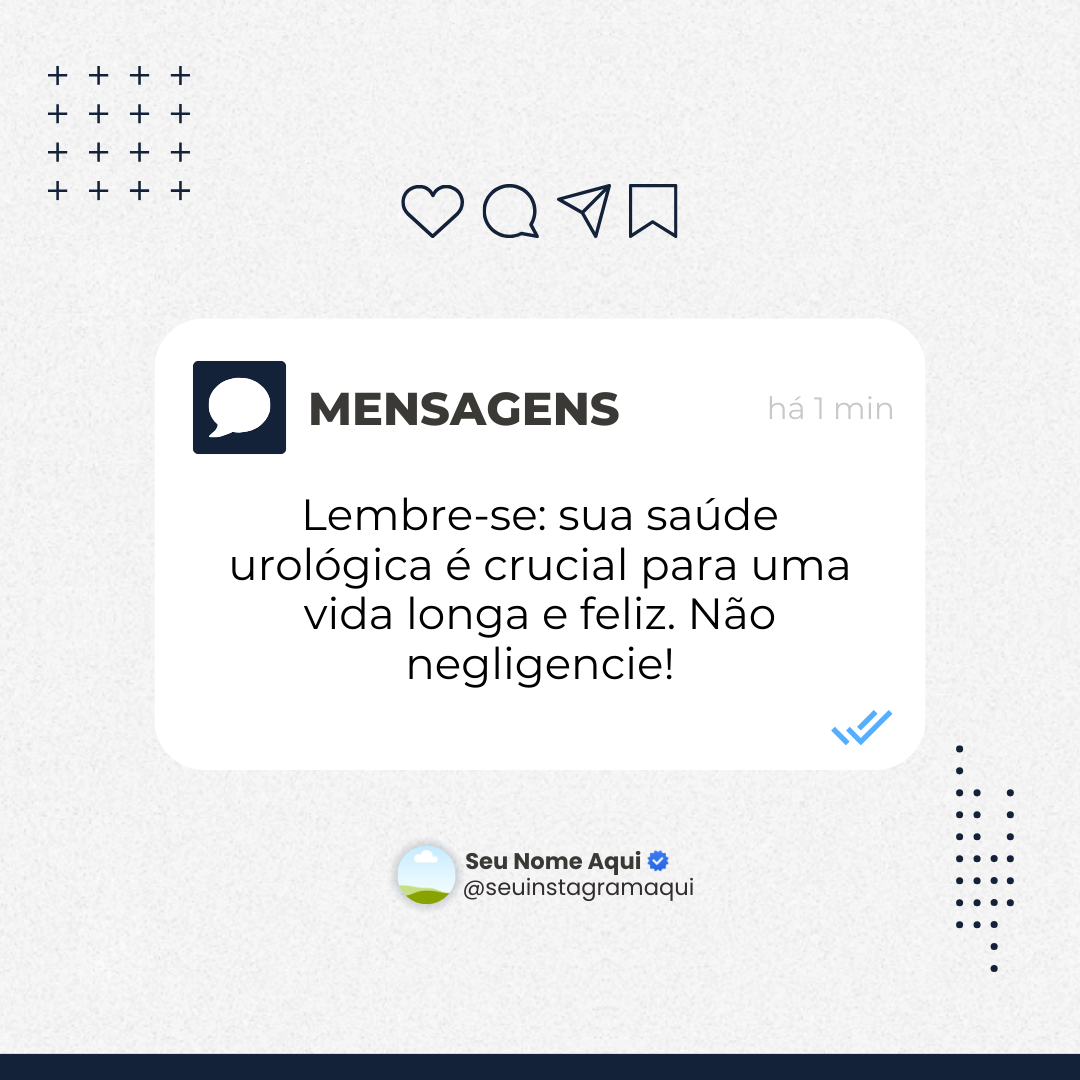 MENSAGENS
há 1 min
Lembre-se: sua saúde
urológica é crucial para uma
vida longa e feliz. Não
negligencie!
Seu Nome Aqui
@seuinstagramaqui